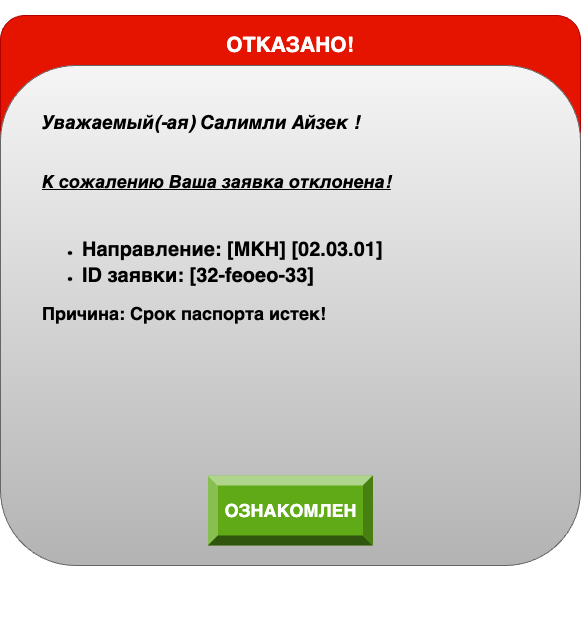 ОТКАЗАНО!
Уважаемый(-ая) Салимли Айзек !
К сожалению Ваша заявка отклонена!
• Направление: [МКН] [02.03.01]
• ID заявки: [32-feoeo-33]
Причина: Срок паспорта истек!
ОЗНАКОМЛЕН